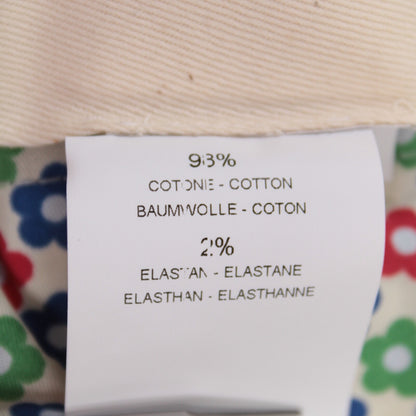 98%
COTONE - COTTON
BAUMWOLLE - COTON
2%
ELASTAN - ELASTANE
ELASTHAN - ELASTHANNE